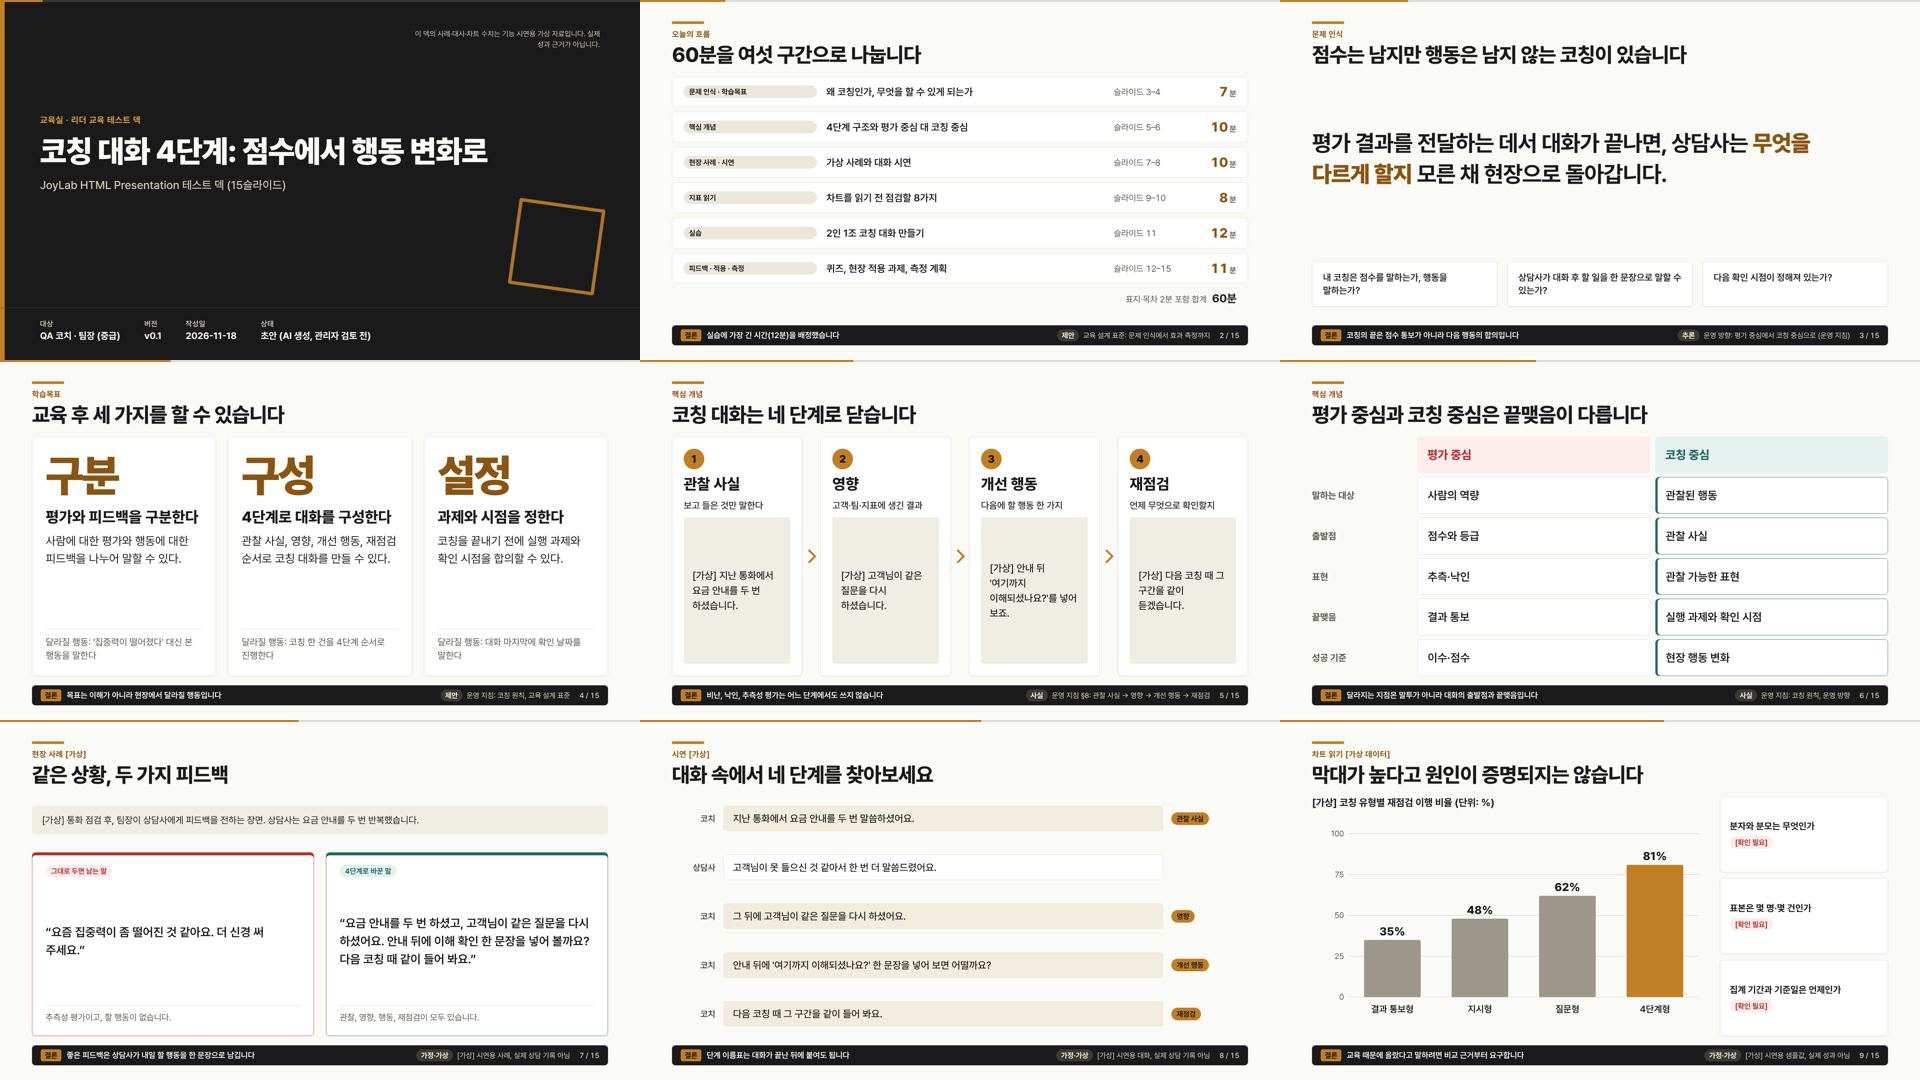 이 덱의 사례·대사·차트 수치는 기능 시연용 가상 자료입니다. 실제
성과 근거가 아닙니다.
교육실 · 리더 교육 테스트 덱
코칭 대화 4단계: 점수에서 행동 변화로
JoyLab HTML Presentation 테스트 덱 (15슬라이드)
대상
QA 코치 · 팀장 (중급)
버전
v0.1
작성일
2026-11-18
상태
초안 (AI 생성, 관리자 검토 전)
오늘의 흐름
60분을 여섯 구간으로 나눕니다
문제 인식 · 학습목표 왜 코칭인가, 무엇을 할 수 있게 되는가 슬라이드 3–4 7분
핵심 개념 4단계 구조와 평가 중심 대 코칭 중심 슬라이드 5–6 10분
현장 사례 · 시연 가상 사례와 대화 시연 슬라이드 7–8 10분
지표 읽기 차트를 읽기 전 점검할 8가지 슬라이드 9–10 8분
실습 2인 1조 코칭 대화 만들기 슬라이드 11 12분
피드백 · 적용 · 측정 퀴즈, 현장 적용 과제, 측정 계획 슬라이드 12–15 11분
표지·목차 2분 포함 합계 60분
결론 실습에 가장 긴 시간(12분)을 배정했습니다 제안 교육 설계 표준: 문제 인식에서 효과 측정까지 2 / 15
문제 인식
점수는 남지만 행동은 남지 않는 코칭이 있습니다
평가 결과를 전달하는 데서 대화가 끝나면, 상담사는 무엇을
다르게 할지 모른 채 현장으로 돌아갑니다.
내 코칭은 점수를 말하는가, 행동을
말하는가?
상담사가 대화 후 할 일을 한 문장으로 말할 수
있는가?
다음 확인 시점이 정해져 있는가?
결론 코칭의 끝은 점수 통보가 아니라 다음 행동의 합의입니다 추론 운영 방향: 평가 중심에서 코칭 중심으로 (운영 지침) 3 / 15
학습목표
교육 후 세 가지를 할 수 있습니다
구분
평가와 피드백을 구분한다
사람에 대한 평가와 행동에 대한
피드백을 나누어 말할 수 있다.
달라질 행동: '집중력이 떨어졌다' 대신 본
행동을 말한다
구성
4단계로 대화를 구성한다
관찰 사실, 영향, 개선 행동, 재점검
순서로 코칭 대화를 만들 수 있다.
달라질 행동: 코칭 한 건을 4단계 순서로
진행한다
설정
과제와 시점을 정한다
코칭을 끝내기 전에 실행 과제와
확인 시점을 합의할 수 있다.
달라질 행동: 대화 마지막에 확인 날짜를
말한다
결론 목표는 이해가 아니라 현장에서 달라질 행동입니다 제안 운영 지침: 코칭 원칙, 교육 설계 표준 4 / 15
핵심 개념
코칭 대화는 네 단계로 닫습니다
1
관찰 사실
보고 들은 것만 말한다
[가상] 지난 통화에서
요금 안내를 두 번
하셨습니다.
2
영향
고객·팀·지표에 생긴 결과
[가상] 고객님이 같은
질문을 다시
하셨습니다.
3
개선 행동
다음에 할 행동 한 가지
[가상] 안내 뒤
'여기까지
이해되셨나요?'를 넣어
보죠.
4
재점검
언제 무엇으로 확인할지
[가상] 다음 코칭 때 그
구간을 같이
듣겠습니다.
결론 비난, 낙인, 추측성 평가는 어느 단계에서도 쓰지 않습니다 사실 운영 지침 §8: 관찰 사실 → 영향 → 개선 행동 → 재점검 5 / 15
핵심 개념
평가 중심과 코칭 중심은 끝맺음이 다릅니다
평가 중심 코칭 중심
말하는 대상 사람의 역량 관찰된 행동
출발점 점수와 등급 관찰 사실
표현 추측·낙인 관찰 가능한 표현
끝맺음 결과 통보 실행 과제와 확인 시점
성공 기준 이수·점수 현장 행동 변화
결론 달라지는 지점은 말투가 아니라 대화의 출발점과 끝맺음입니다 사실 운영 지침: 코칭 원칙, 운영 방향 6 / 15
현장 사례 [가상]
같은 상황, 두 가지 피드백
[가상] 통화 점검 후, 팀장이 상담사에게 피드백을 전하는 장면. 상담사는 요금 안내를 두 번 반복했습니다.
그대로 두면 남는 말
“요즘 집중력이 좀 떨어진 것 같아요. 더 신경 써
주세요.”
추측성 평가이고, 할 행동이 없습니다.
4단계로 바꾼 말
“요금 안내를 두 번 하셨고, 고객님이 같은 질문을 다시
하셨어요. 안내 뒤에 이해 확인 한 문장을 넣어 볼까요?
다음 코칭 때 같이 들어 봐요.”
관찰, 영향, 행동, 재점검이 모두 있습니다.
결론 좋은 피드백은 상담사가 내일 할 행동을 한 문장으로 남깁니다 가정·가상 [가상] 시연용 사례, 실제 상담 기록 아님 7 / 15
시연 [가상]
대화 속에서 네 단계를 찾아보세요
코치 지난 통화에서 요금 안내를 두 번 말씀하셨어요. 관찰 사실
상담사 고객님이 못 들으신 것 같아서 한 번 더 말씀드렸어요.
코치 그 뒤에 고객님이 같은 질문을 다시 하셨어요. 영향
코치 안내 뒤에 '여기까지 이해되셨나요?' 한 문장을 넣어 보면 어떨까요? 개선 행동
코치 다음 코칭 때 그 구간을 같이 들어 봐요. 재점검
결론 단계 이름표는 대화가 끝난 뒤에 붙여도 됩니다 가정·가상 [가상] 시연용 대화, 실제 상담 기록 아님 8 / 15
차트 읽기 [가상 데이터]
막대가 높다고 원인이 증명되지는 않습니다
[가상] 코칭 유형별 재점검 이행 비율 (단위: %)
100
75
50
25
0
35%
48%
62%
81%
결과 통보형 지시형 질문형 4단계형
분자와 분모는 무엇인가
[확인 필요]
표본은 몇 명·몇 건인가
[확인 필요]
집계 기간과 기준일은 언제인가
[확인 필요]
결론 교육 때문에 올랐다고 말하려면 비교 근거부터 요구합니다 가정·가상 [가상] 시연용 샘플값, 실제 성과 아님 9 / 15